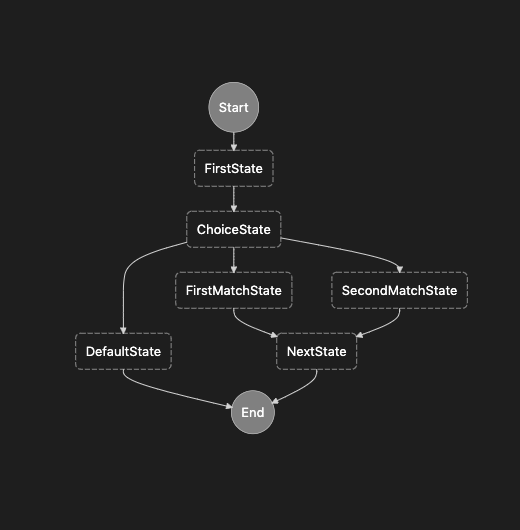 Start
FirstState
ChoiceState
FirstMatchState
SecondMatchState
DefaultState
NextState
End